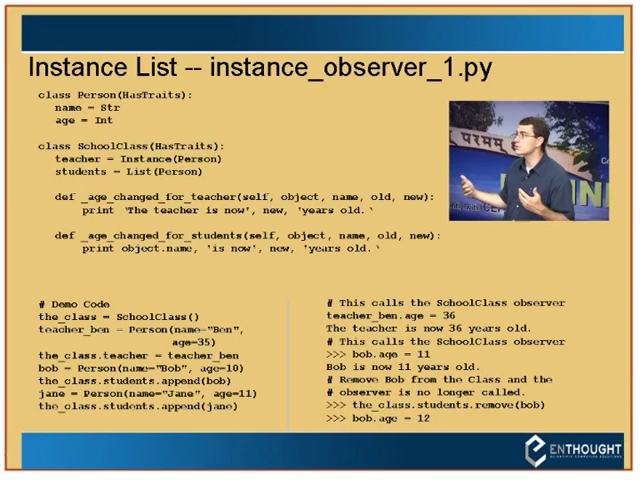 Instance List -- instance_observer_1.py
class Person(HasTraits):
name = Str
age = Int
class SchoolClass(HasTraits):
teacher = Instance(Person)
students = List(Person)
def _age_changed_for_teacher(self, object, name, old, new):
print 'The teacher is now', new, 'years old.'
def _age_changed_for_students(self, object, name, old, new):
print object.name, 'is now', new, 'years old.'
परमम्
# Demo Code
the_class = SchoolClass()
teacher_ben = Person(name="Ben",
age=35)
the_class.teacher = teacher_ben
bob = Person(name="Bob", age=10)
the_class.students.append(bob)
jane = Person(name="Jane", age=11)
the_class.students.append(jane)
# This calls the SchoolClass observer
teacher_ben.age = 36
The teacher is now 36 years old.
# This calls the SchoolClass observer
>>> bob.age = 11
Bob is now 11 years old.
# Remove Bob from the Class and the
# observer is no longer called.
>>> the_class.students.remove(bob)
>>> bob.age = 12
ENTHOUGHT
SCIENTIFIC COMPUTING SOLUTIONS